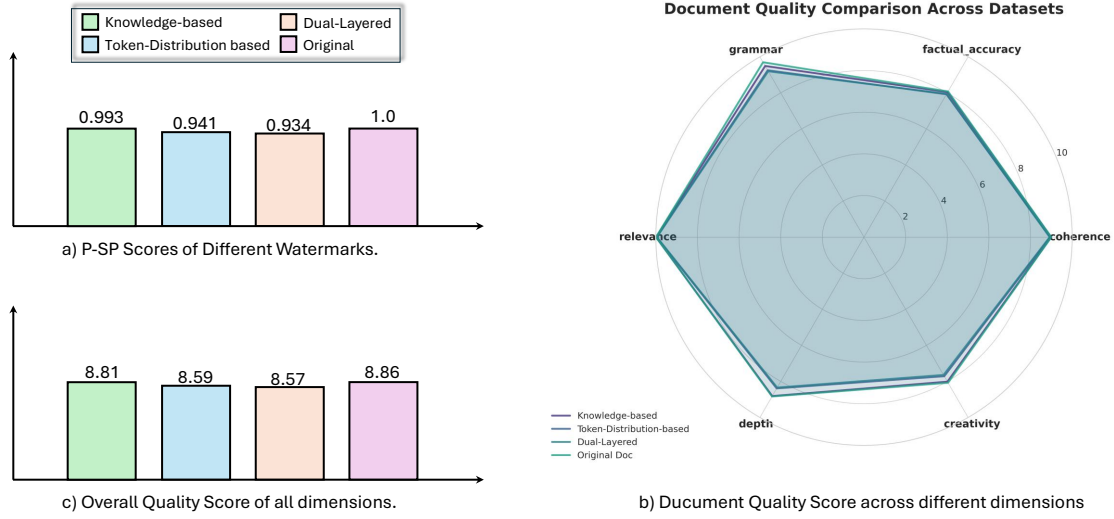 Knowledge-based
Dual-Layered
Token-Distribution based
Original
0.993
0.941
0.934
1.0
a) P-SP Scores of Different Watermarks.
8.81
8.59
8.57
8.86
c) Overall Quality Score of all dimensions.
Document Quality Comparison Across Datasets
grammar
factual_accuracy
10
8
6
4
2
relevance
coherence
depth
creativity
Knowledge-based
Token-Distribution-based
Dual-Layered
Original Doc
b) Ducument Quality Score across different dimensions